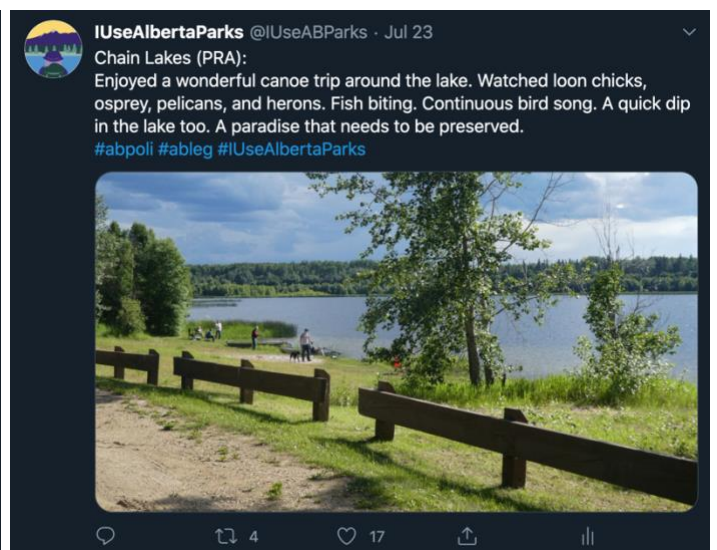 IUseAlbertaParks @IUseABParks · Jul 23
Chain Lakes (PRA):
Enjoyed a wonderful canoe trip around the lake. Watched loon chicks,
osprey, pelicans, and herons. Fish biting. Continuous bird song. A quick dip
in the lake too. A paradise that needs to be preserved.
#abpoli #ableg #IUseAlbertaParks
4 17